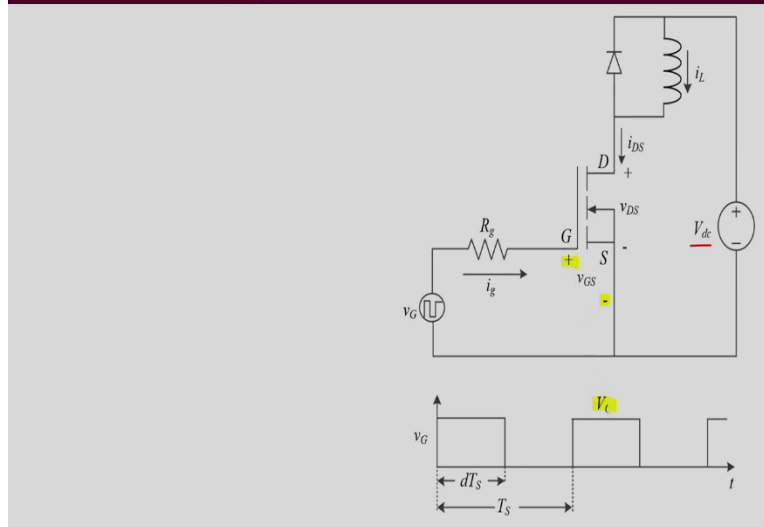 i_L
i_DS
D
+
v_DS
V_dc
+
−
R_g
G
S
-
+
v_GS
-
i_g
v_G
V_C
v_G
t
dT_S
T_S